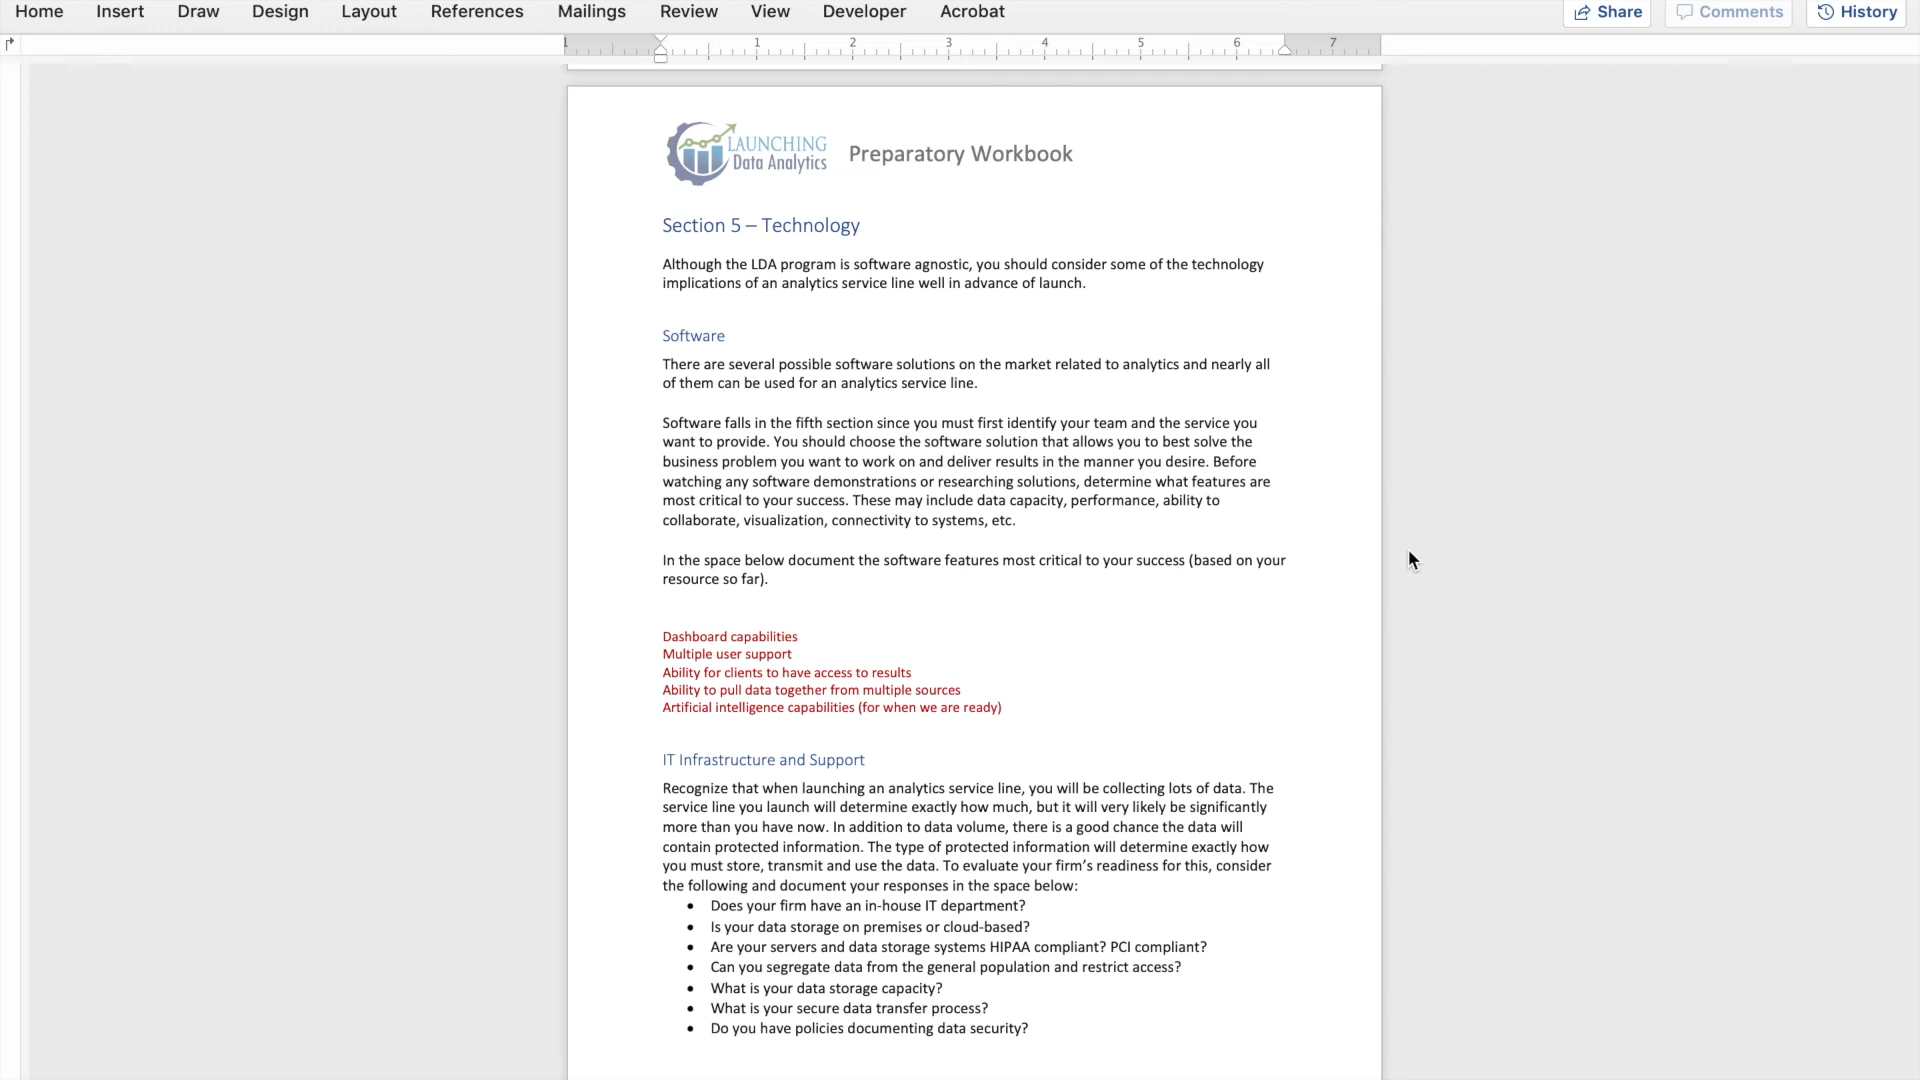 Home Insert Draw Design Layout References Mailings Review View Developer Acrobat Share Comments History
1 1 2 3 4 5 6 7
LAUNCHING
Data Analytics
Preparatory Workbook
Section 5 – Technology
Although the LDA program is software agnostic, you should consider some of the technology
implications of an analytics service line well in advance of launch.
Software
There are several possible software solutions on the market related to analytics and nearly all
of them can be used for an analytics service line.
Software falls in the fifth section since you must first identify your team and the service you
want to provide. You should choose the software solution that allows you to best solve the
business problem you want to work on and deliver results in the manner you desire. Before
watching any software demonstrations or researching solutions, determine what features are
most critical to your success. These may include data capacity, performance, ability to
collaborate, visualization, connectivity to systems, etc.
In the space below document the software features most critical to your success (based on your
resource so far).
Dashboard capabilities
Multiple user support
Ability for clients to have access to results
Ability to pull data together from multiple sources
Artificial intelligence capabilities (for when we are ready)
IT Infrastructure and Support
Recognize that when launching an analytics service line, you will be collecting lots of data. The
service line you launch will determine exactly how much, but it will very likely be significantly
more than you have now. In addition to data volume, there is a good chance the data will
contain protected information. The type of protected information will determine exactly how
you must store, transmit and use the data. To evaluate your firm's readiness for this, consider
the following and document your responses in the space below:
• Does your firm have an in-house IT department?
• Is your data storage on premises or cloud-based?
• Are your servers and data storage systems HIPAA compliant? PCI compliant?
• Can you segregate data from the general population and restrict access?
• What is your data storage capacity?
• What is your secure data transfer process?
• Do you have policies documenting data security?